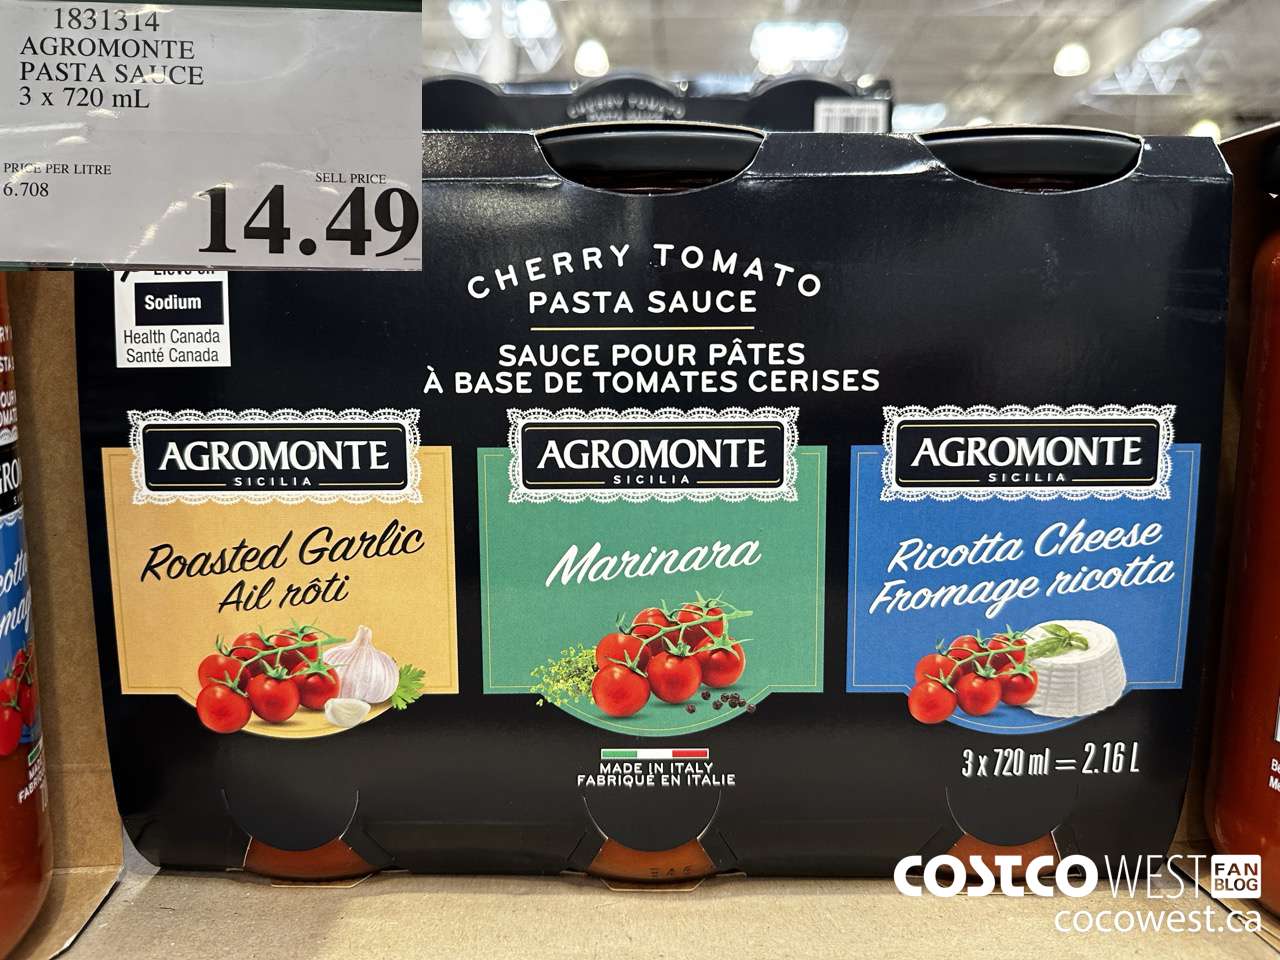 1831314
AGROMONTE
PASTA SAUCE
3 x 720 mL
PRICE PER LITRE
6.708
SELL PRICE
14.49
Sodium
Health Canada
Santé Canada
CHERRY TOMATO
PASTA SAUCE
SAUCE POUR PÂTES
À BASE DE TOMATES CERISES
AGROMONTE
SICILIA
Roasted Garlic
Ail rôti
AGROMONTE
SICILIA
Marinara
AGROMONTE
SICILIA
Ricotta Cheese
Fromage ricotta
MADE IN ITALY
FABRIQUÉ EN ITALIE
3 x 720 ml = 2.16 L
COSTCO WEST FAN BLOG
cocowest.ca